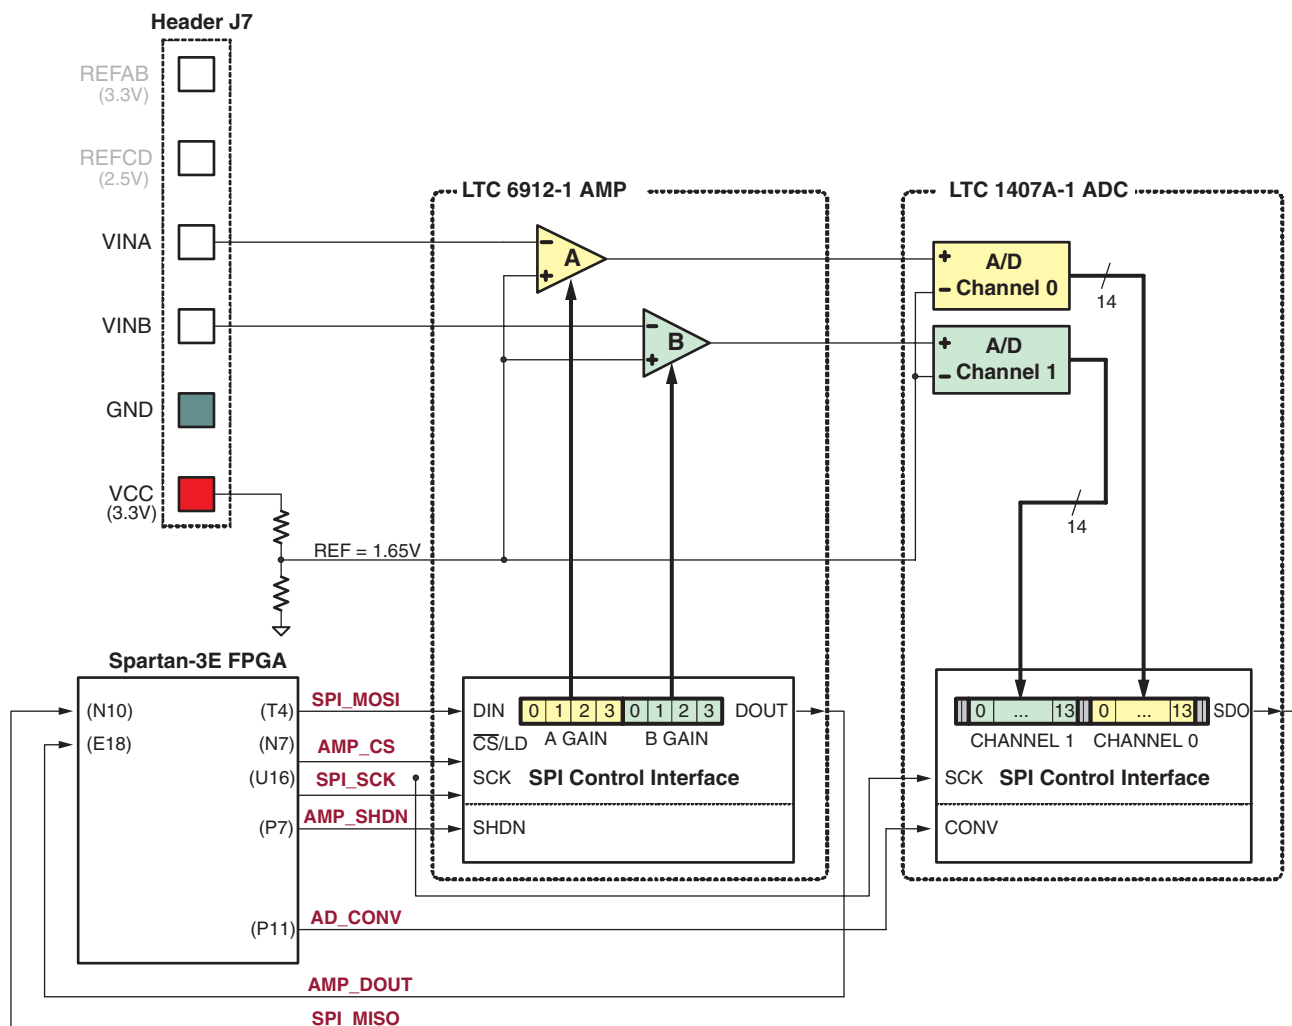 Header J7
REFAB
(3.3V)
REFCD
(2.5V)
VINA
VINB
GND
VCC
(3.3V)
REF = 1.65V
LTC 6912-1 AMP
A
B
LTC 1407A-1 ADC
A/D
Channel 0
14
A/D
Channel 1
14
Spartan-3E FPGA
(N10)
(E18)
(T4)
(N7)
(U16)
(P7)
(P11)
SPI_MOSI
AMP_CS
SPI_SCK
AMP_SHDN
AD_CONV
AMP_DOUT
SPI_MISO
DIN
0 1 2 3 0 1 2 3
DOUT
A GAIN B GAIN
CS/LD
SCK
SPI Control Interface
SHDN
0 ... 13 0 ... 13
SDO
CHANNEL 1 CHANNEL 0
SCK
SPI Control Interface
CONV